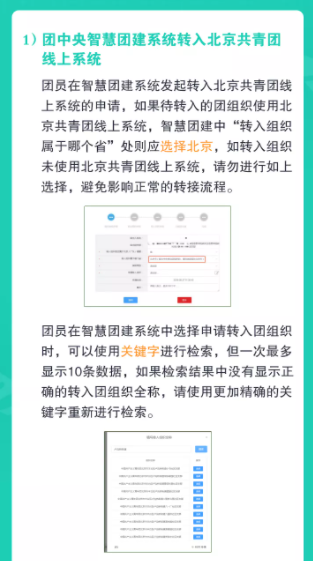 1）团中央智慧团建系统转入北京共青团
线上系统
团员在智慧团建系统发起转入北京共青团线
上系统的申请，如果待转入的团组织使用北
京共青团线上系统，智慧团建中“转入组织
属于哪个省”处则应选择北京，如转入组织
未使用北京共青团线上系统，请勿进行如上
选择，避免影响正常的转接流程。
团员在智慧团建系统中选择申请转入团组织
时，可以使用关键字进行检索，但一次最多
显示10条数据，如果检索结果中没有显示正
确的转入团组织全称，请使用更加精确的关
键字重新进行检索。